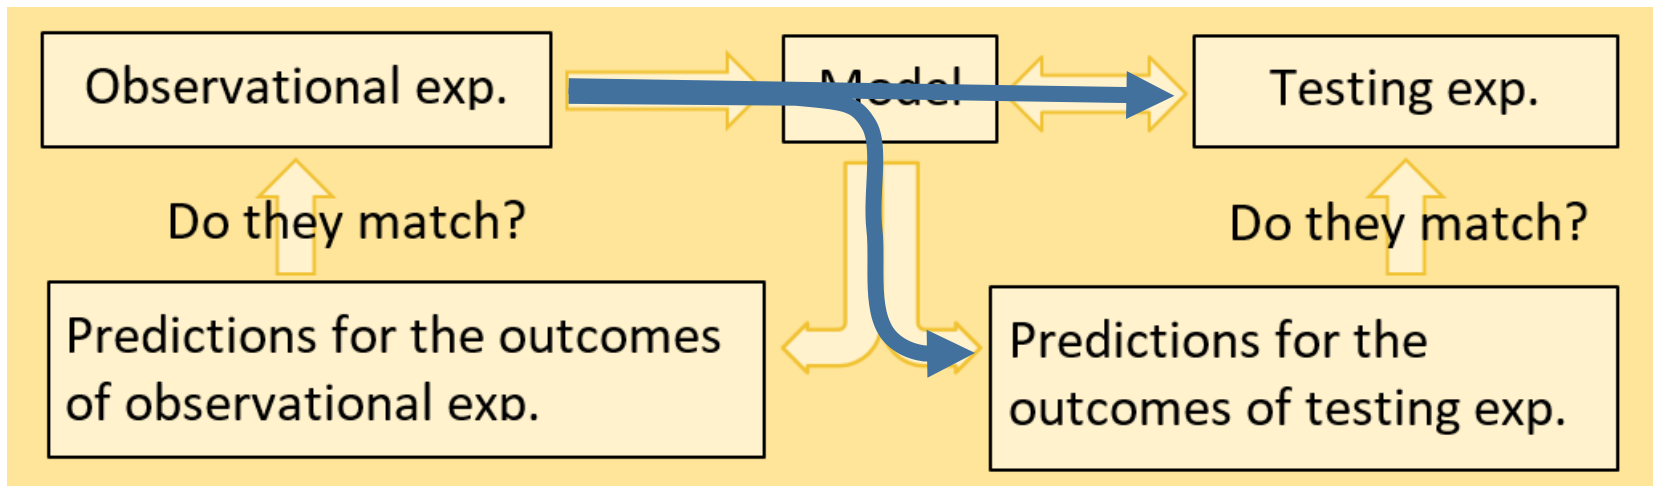 Observational exp.
Model
Testing exp.
Do they match?
Do they match?
Predictions for the outcomes
of observational exp.
Predictions for the
outcomes of testing exp.